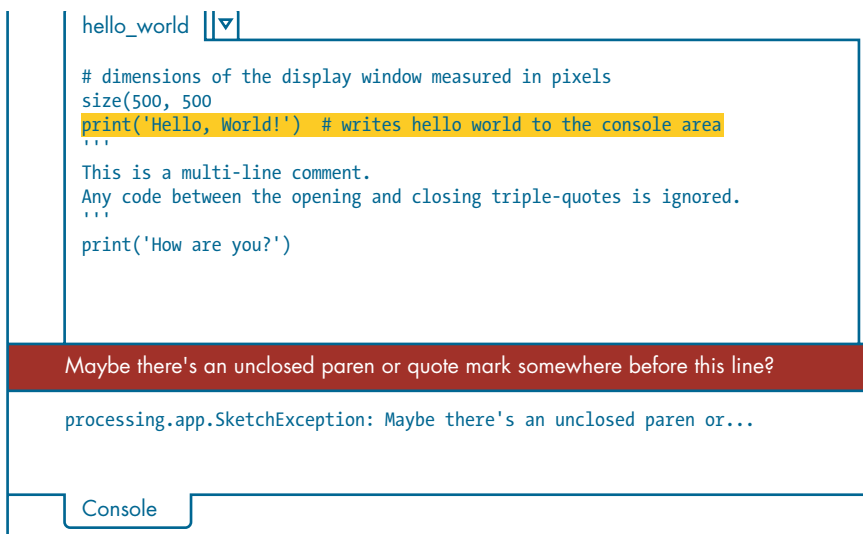 hello_world
# dimensions of the display window measured in pixels
size(500, 500
print('Hello, World!')  # writes hello world to the console area
'''
This is a multi-line comment.
Any code between the opening and closing triple-quotes is ignored.
'''
print('How are you?')
Maybe there's an unclosed paren or quote mark somewhere before this line?
processing.app.SketchException: Maybe there's an unclosed paren or...
Console